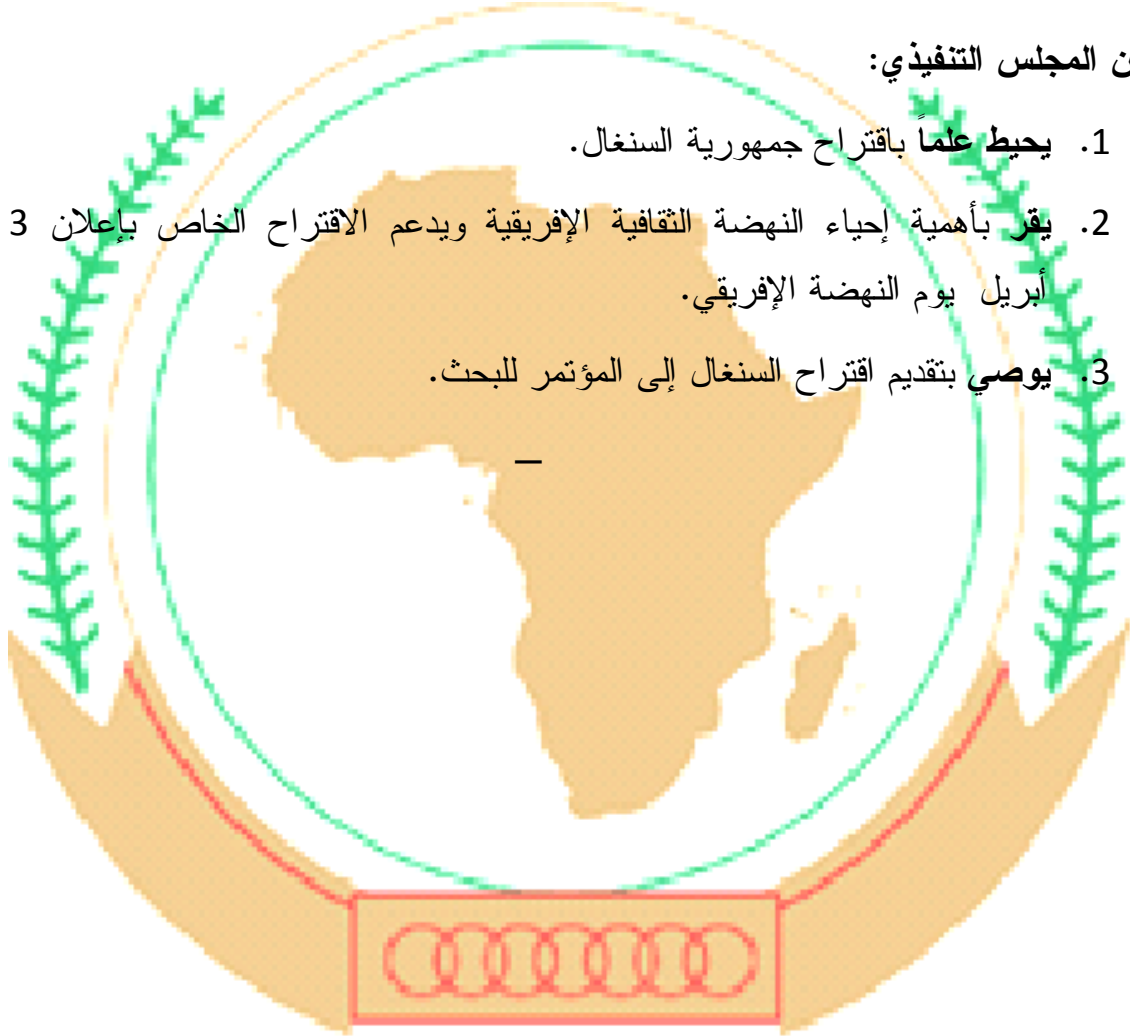 ن المجلس التنفيذي:
1. يحيط علماً باقتراح جمهورية السنغال.
2. يقر بأهمية إحياء النهضة الثقافية الإفريقية ويدعم الاقتراح الخاص بإعلان 3
أبريل يوم النهضة الإفريقي.
3. يوصي بتقديم اقتراح السنغال إلى المؤتمر للبحث.